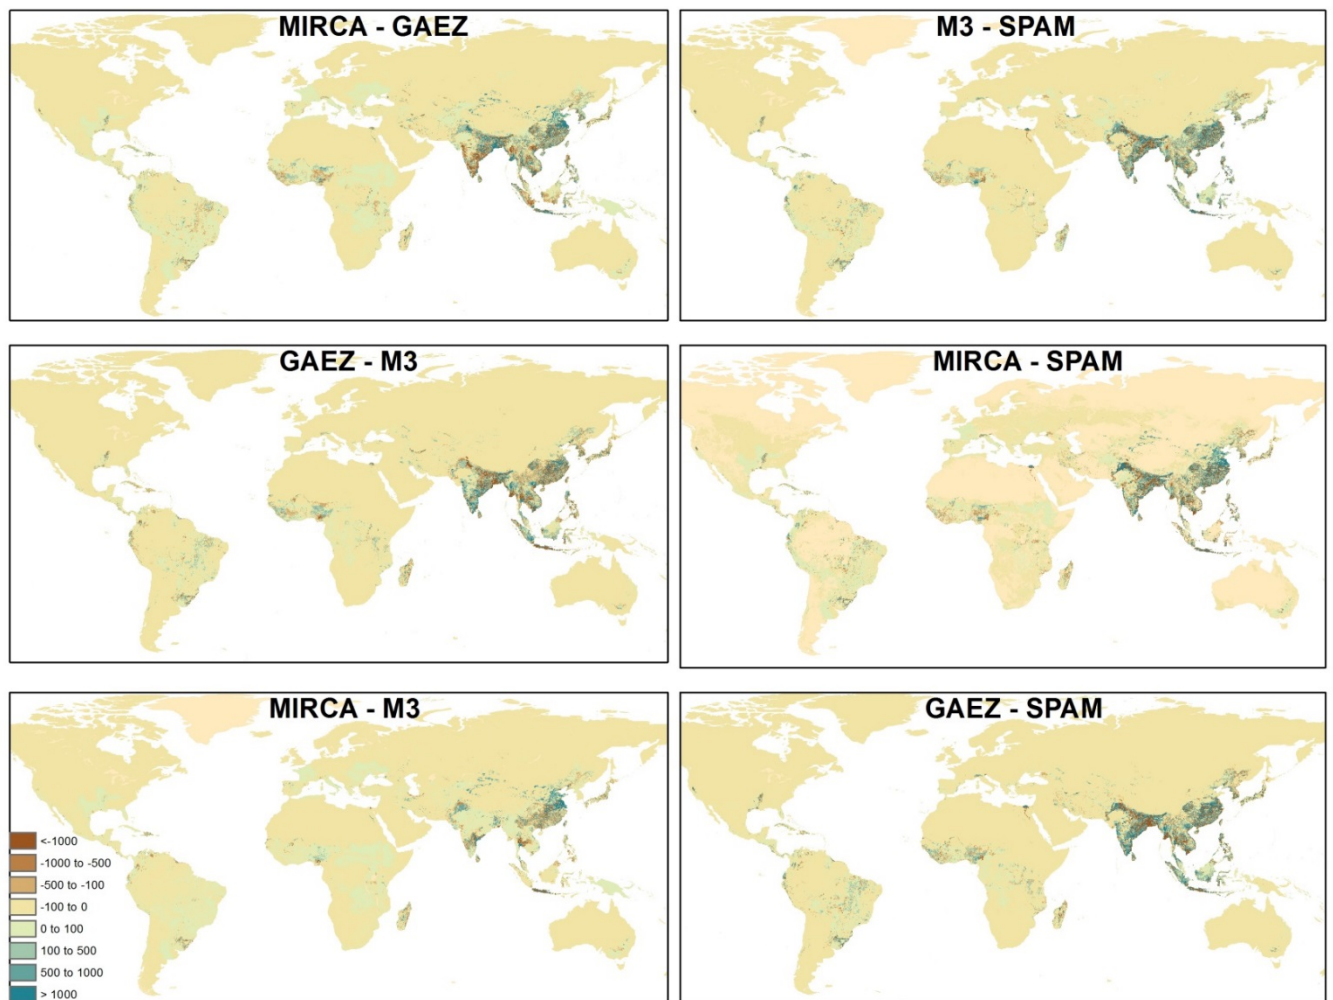 MIRCA - GAEZ
M3 - SPAM
GAEZ - M3
MIRCA - SPAM
MIRCA - M3
GAEZ - SPAM
<-1000
-1000 to -500
-500 to -100
-100 to 0
0 to 100
100 to 500
500 to 1000
> 1000